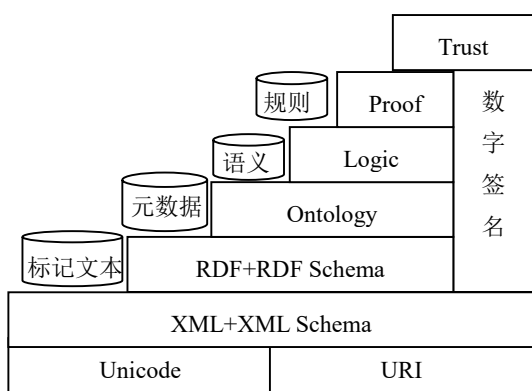 Trust
规则
Proof
数字签名
语义
Logic
元数据
Ontology
标记文本
RDF+RDF Schema
XML+XML Schema
Unicode
URI